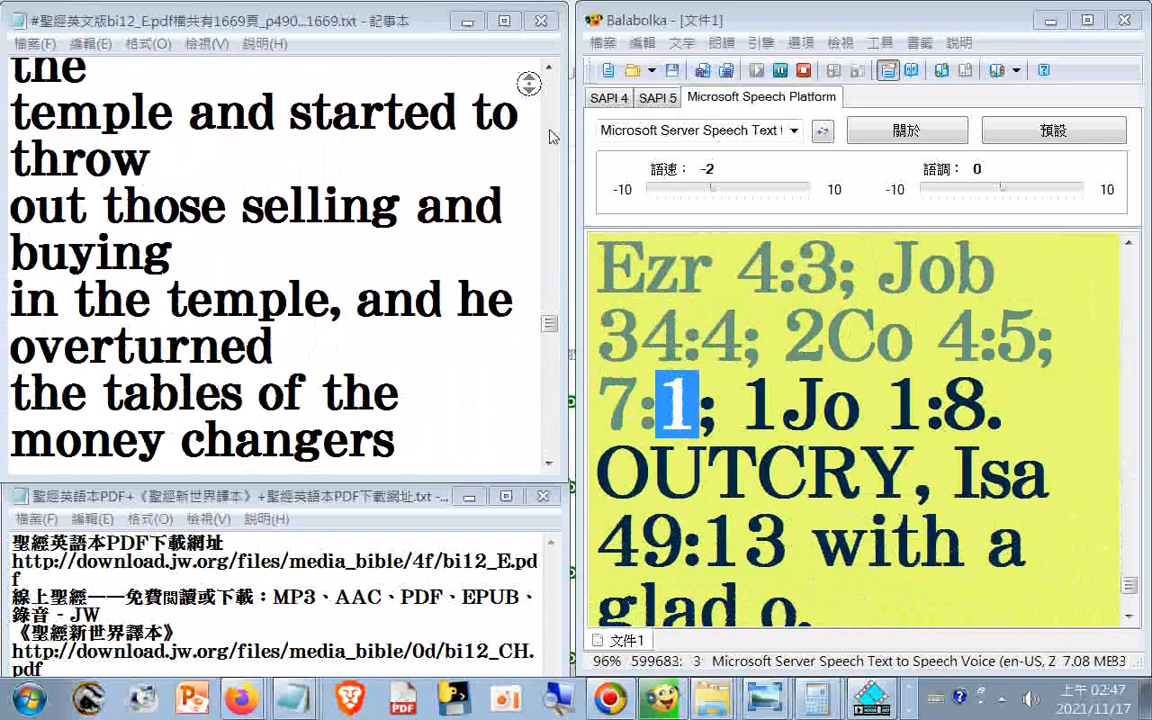 #聖經英文版bi12_E.pdf檔共有1669頁_p490...1669.txt - 記事本
檔案(F) 編輯(E) 格式(O) 檢視(V) 說明(H)
the
temple and started to
throw
out those selling and
buying
in the temple, and he
overturned
the tables of the
money changers
聖經英語本PDF+《聖經新世界譯本》+聖經英語本PDF下載網址.txt -...
檔案(F) 編輯(E) 格式(O) 檢視(V) 說明(H)
聖經英語本PDF下載網址
http://download.jw.org/files/media_bible/4f/bi12_E.pd
f
線上聖經——免費閱讀或下載：MP3、AAC、PDF、EPUB、
錄音 - JW
《聖經新世界譯本》
http://download.jw.org/files/media_bible/0d/bi12_CH.
pdf
Balabolka - [文件1]
檔案 編輯 文字 朗讀 引擎 選項 檢視 工具 書籤 說明
SAPI 4 SAPI 5 Microsoft Speech Platform
Microsoft Server Speech Text 關於 預設
語速： -2 語調： 0
-10 10 -10 10
Ezr 4:3; Job
34:4; 2Co 4:5;
7:1; 1Jo 1:8.
OUTCRY, Isa
49:13 with a
glad o.
文件1
96% 599683: 3 Microsoft Server Speech Text to Speech Voice (en-US, Z 7.08 MB
上午 02:47
2021/11/17